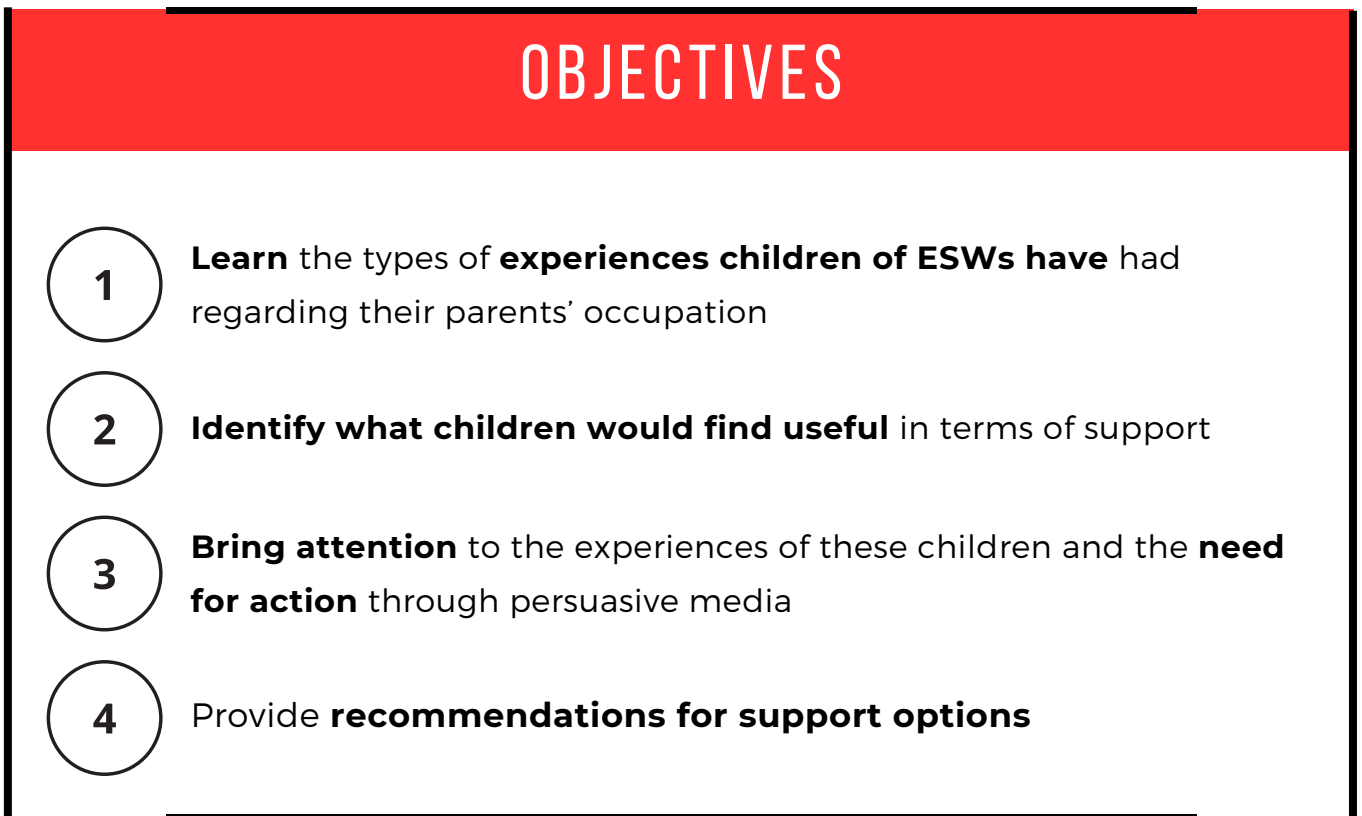 OBJECTIVES
1
Learn the types of experiences children of ESWs have had
regarding their parents’ occupation
2
Identify what children would find useful in terms of support
3
Bring attention to the experiences of these children and the need
for action through persuasive media
4
Provide recommendations for support options